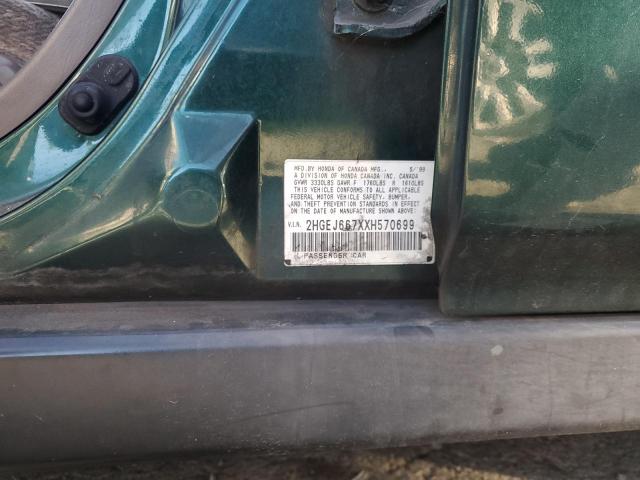 MFD.BY HONDA OF CANADA MFG., 5/ 99
A DIVISION OF HONDA CANADA INC. CANADA
GVWR 3330LBS GAWR F 1760LBS R 1610LBS
THIS VEHICLE CONFORMS TO ALL APPLICABLE
FEDERAL MOTOR VEHICLE SAFETY, BUMPER,
AND THEFT PREVENTION STANDARDS IN EFFECT
ON THE DATE OF MANUFACTURE SHOWN ABOVE:
V.I.N. 2HGEJ667XXH570699
PASSENGER CAR